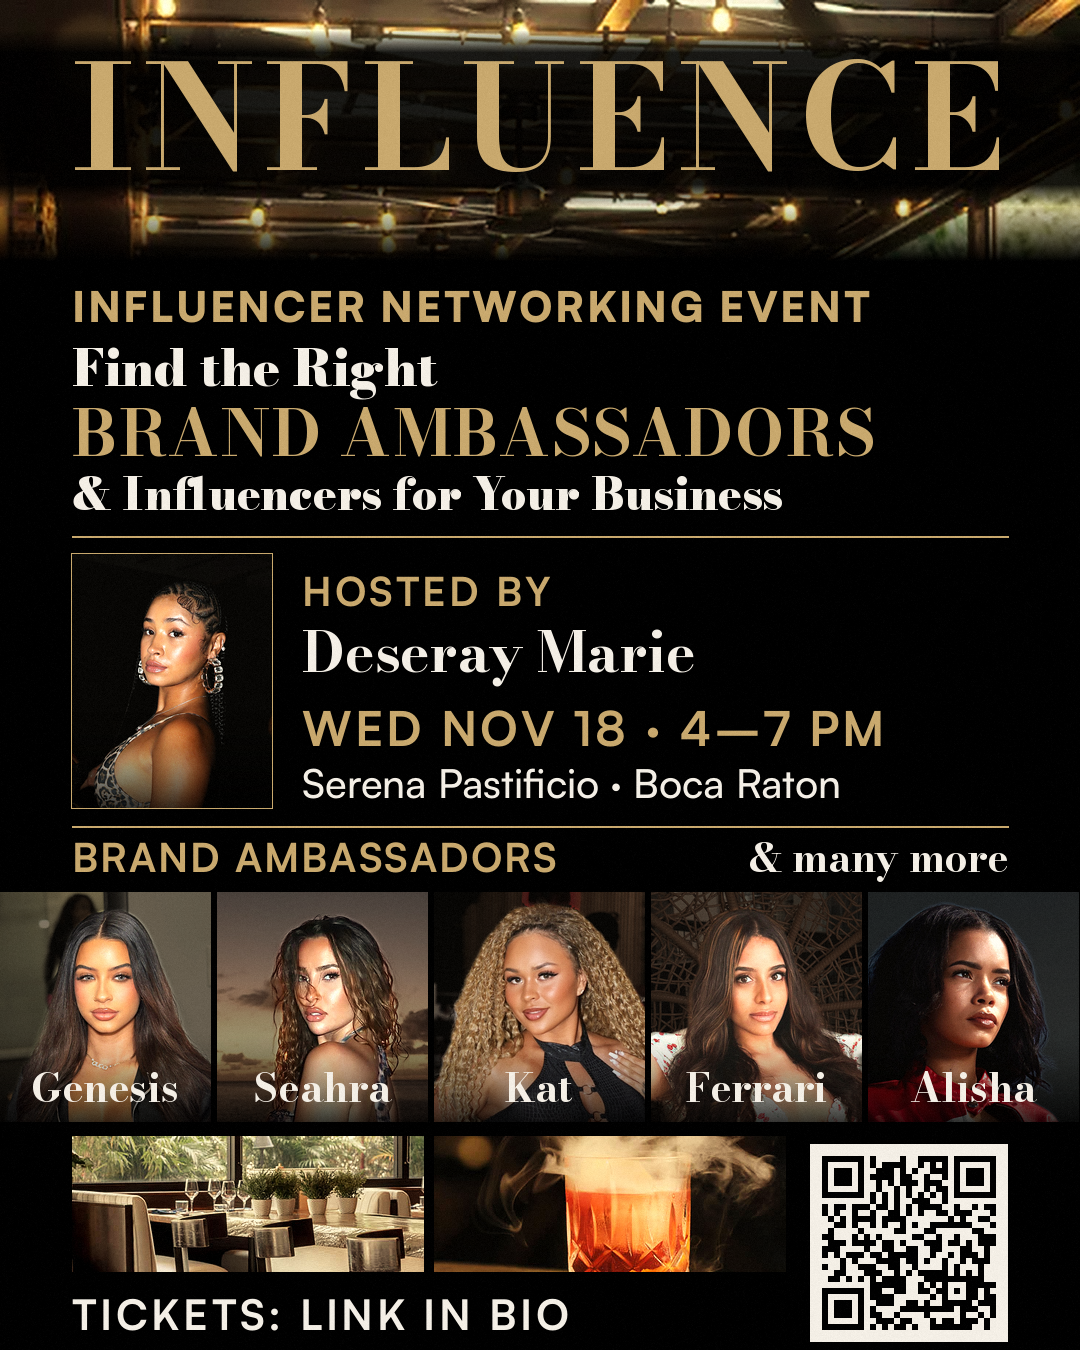 INFLUENCE
INFLUENCER NETWORKING EVENT
Find the Right
BRAND AMBASSADORS
& Influencers for Your Business
HOSTED BY
Deseray Marie
WED NOV 18 · 4—7 PM
Serena Pastificio · Boca Raton
BRAND AMBASSADORS
& many more
Genesis
Seahra
Kat
Ferrari
Alisha
TICKETS: LINK IN BIO